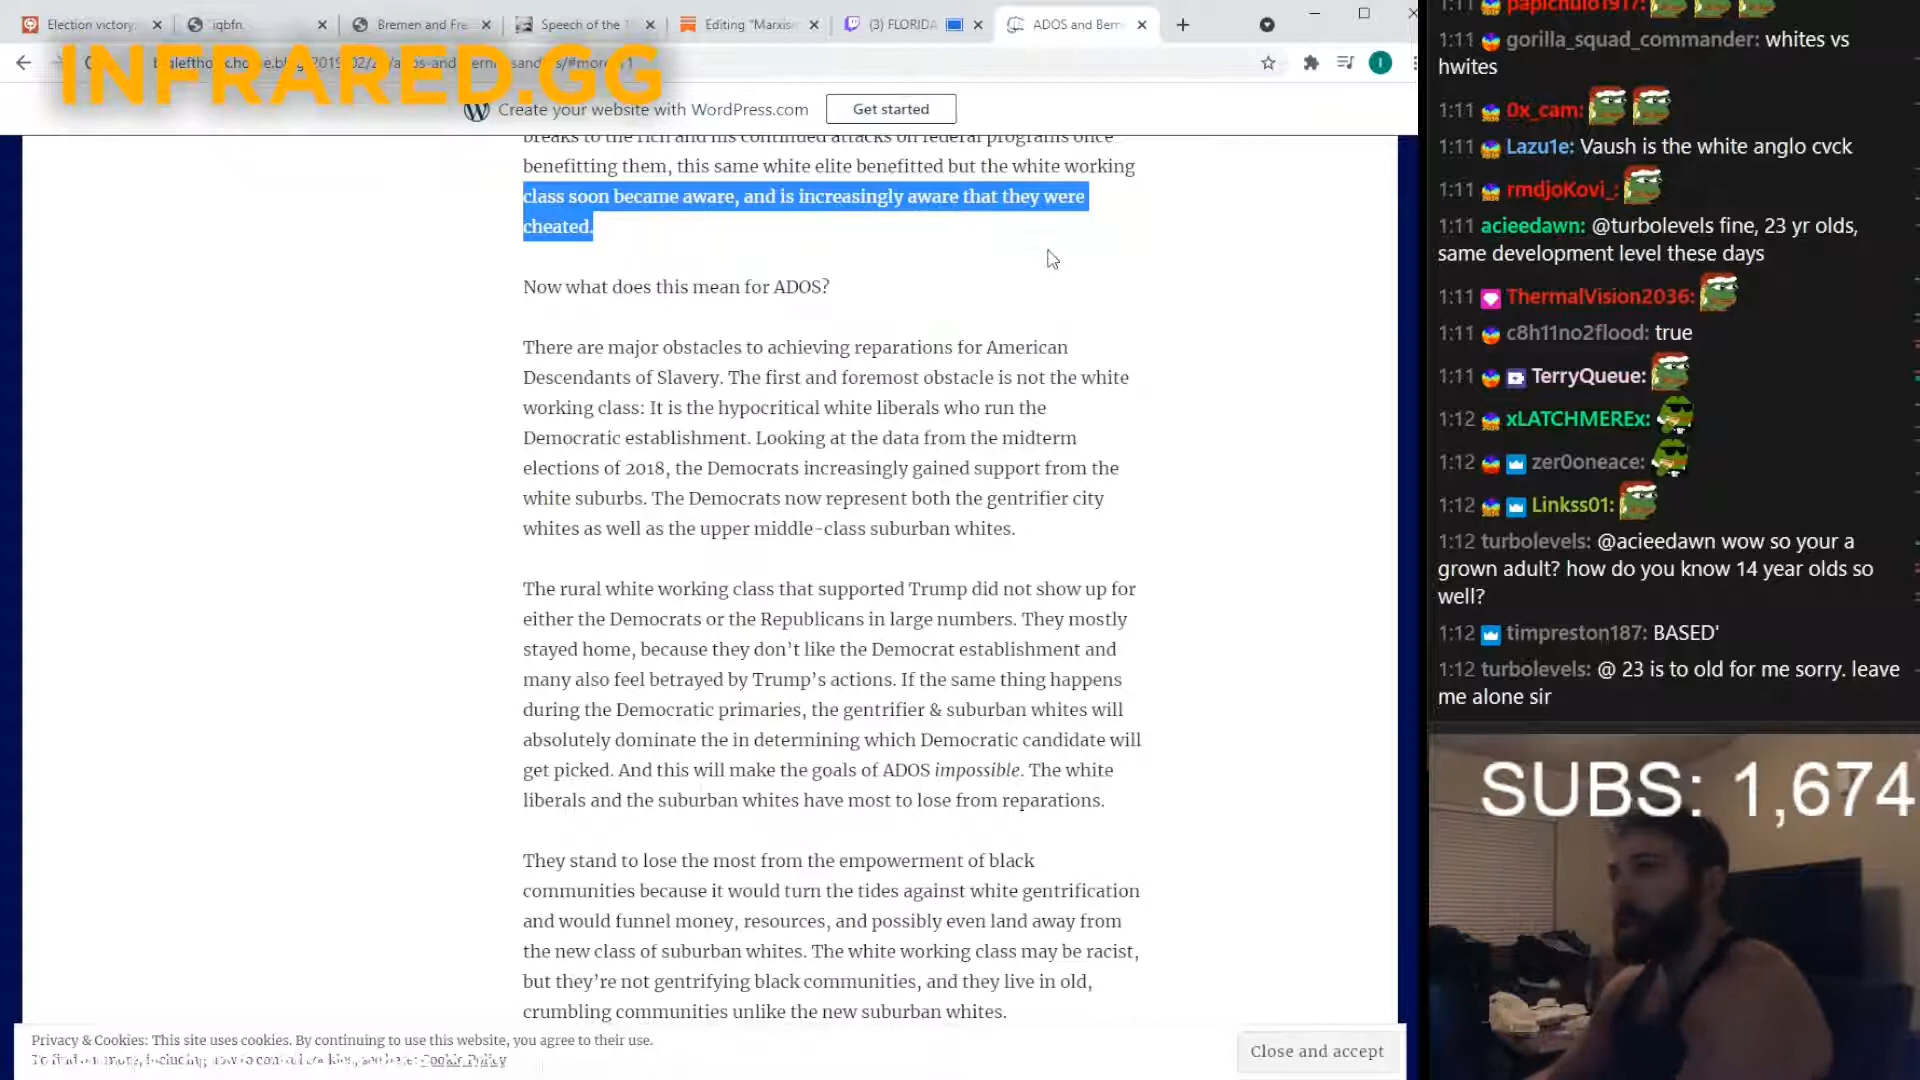 Election victory
iqbfn.
Bremen and Fre
Speech of the
Editing "Marxis
(3) FLORIDA
ADOS and Bern
INFRARED.GG
Create your website with WordPress.com
Get started
breaks to the rich and his continued attacks on federal programs once
benefitting them, this same white elite benefitted but the white working
class soon became aware, and is increasingly aware that they were
cheated.
Now what does this mean for ADOS?
There are major obstacles to achieving reparations for American
Descendants of Slavery. The first and foremost obstacle is not the white
working class: It is the hypocritical white liberals who run the
Democratic establishment. Looking at the data from the midterm
elections of 2018, the Democrats increasingly gained support from the
white suburbs. The Democrats now represent both the gentrifier city
whites as well as the upper middle-class suburban whites.
The rural white working class that supported Trump did not show up for
either the Democrats or the Republicans in large numbers. They mostly
stayed home, because they don’t like the Democrat establishment and
many also feel betrayed by Trump’s actions. If the same thing happens
during the Democratic primaries, the gentrifier & suburban whites will
absolutely dominate the in determining which Democratic candidate will
get picked. And this will make the goals of ADOS impossible. The white
liberals and the suburban whites have most to lose from reparations.
They stand to lose the most from the empowerment of black
communities because it would turn the tides against white gentrification
and would funnel money, resources, and possibly even land away from
the new class of suburban whites. The white working class may be racist,
but they’re not gentrifying black communities, and they live in old,
crumbling communities unlike the new suburban whites.
Privacy & Cookies: This site uses cookies. By continuing to use this website, you agree to their use.
Cookie Policy
Close and accept
1:11 papichulo1917:
1:11 gorilla_squad_commander: whites vs
hwites
1:11 0x_cam:
1:11 Lazu1e: Vaush is the white anglo cvck
1:11 rmdjoKovi_:
1:11 acieedawn: @turbolevels fine, 23 yr olds,
same development level these days
1:11 ThermalVision2036:
1:11 c8h11no2flood: true
1:11 TerryQueue:
1:12 xLATCHMEREx:
1:12 zer0oneace:
1:12 Linkss01:
1:12 turbolevels: @acieedawn wow so your a
grown adult? how do you know 14 year olds so
well?
1:12 timpreston187: BASED'
1:12 turbolevels: @ 23 is to old for me sorry. leave
me alone sir
SUBS: 1,674